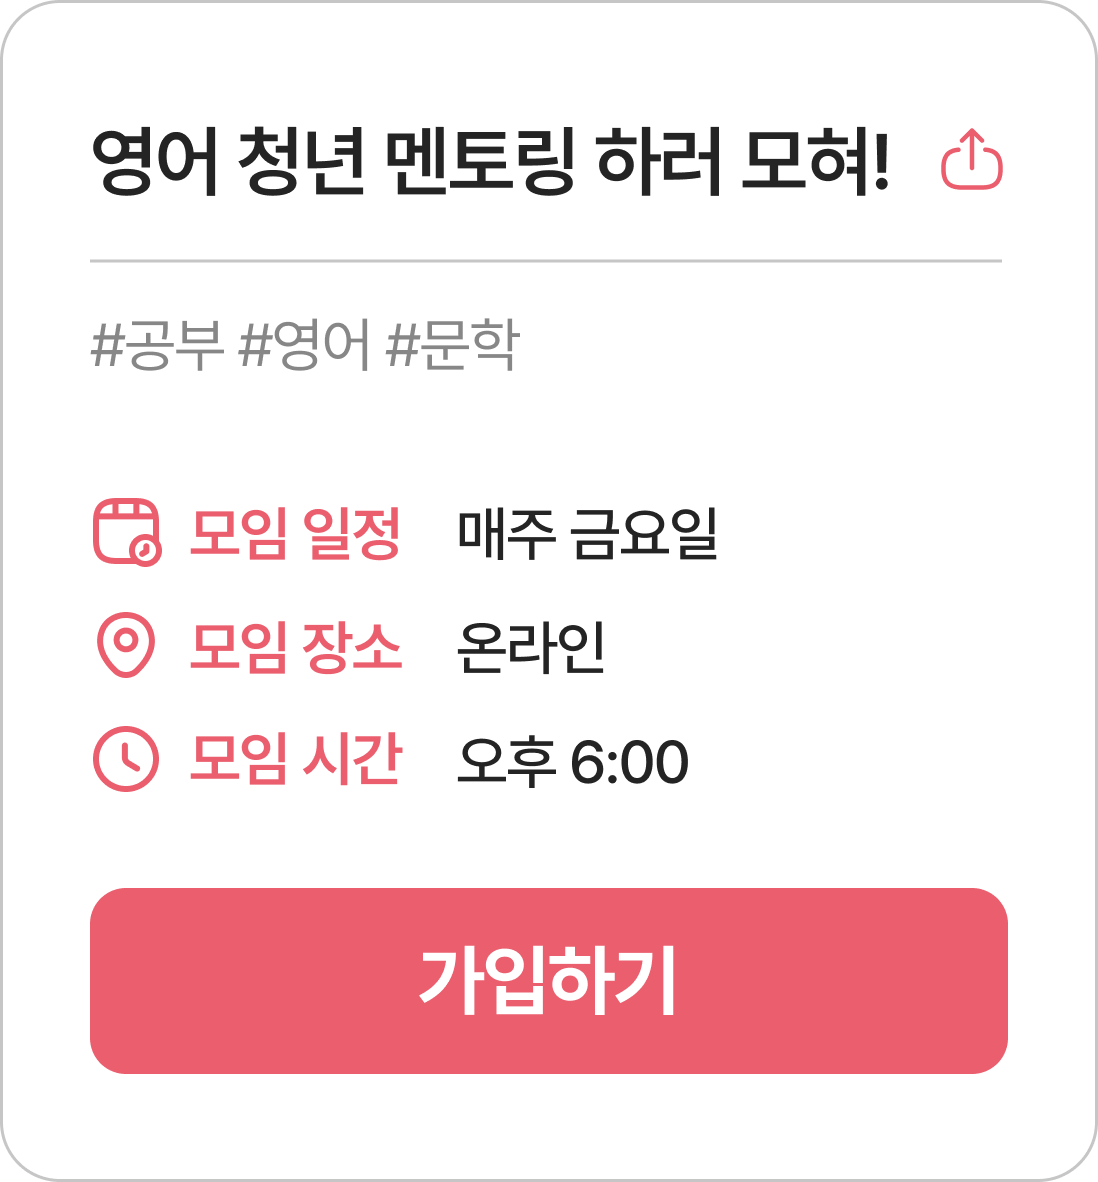 영어 청년 멘토링 하러 모혀!
#공부 #영어 #문학
모임 일정 매주 금요일
모임 장소 온라인
모임 시간 오후 6:00
가입하기